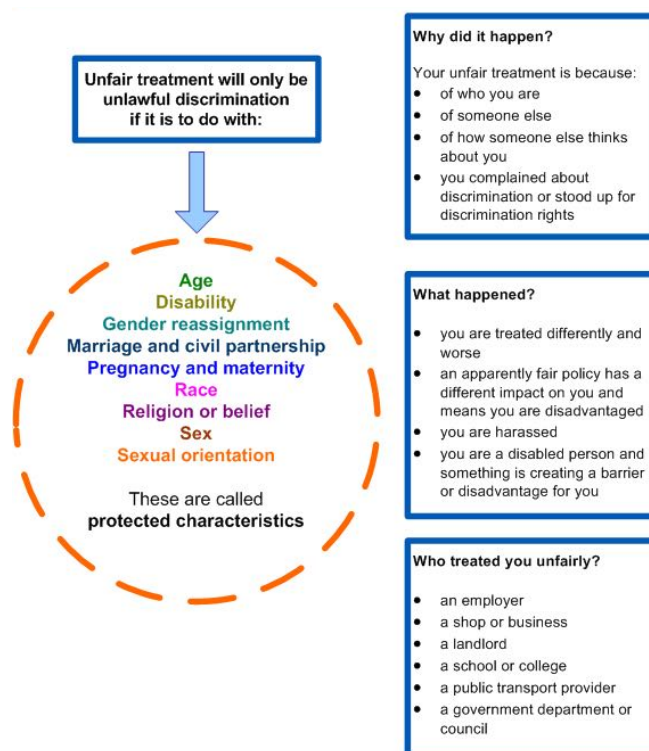 Unfair treatment will only be
unlawful discrimination
if it is to do with:
Age
Disability
Gender reassignment
Marriage and civil partnership
Pregnancy and maternity
Race
Religion or belief
Sex
Sexual orientation
These are called
protected characteristics
Why did it happen?
Your unfair treatment is because:
• of who you are
• of someone else
• of how someone else thinks
about you
• you complained about
discrimination or stood up for
discrimination rights
What happened?
• you are treated differently and
worse
• an apparently fair policy has a
different impact on you and
means you are disadvantaged
• you are harassed
• you are a disabled person and
something is creating a barrier
or disadvantage for you
Who treated you unfairly?
• an employer
• a shop or business
• a landlord
• a school or college
• a public transport provider
• a government department or
council